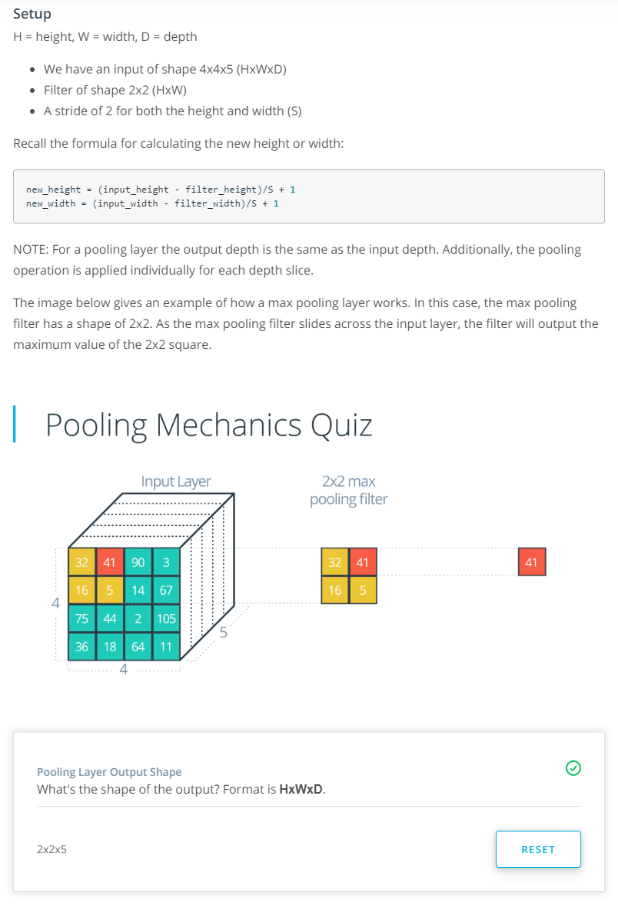 Setup
H = height, W = width, D = depth
• We have an input of shape 4x4x5 (HxWxD)
• Filter of shape 2x2 (HxW)
• A stride of 2 for both the height and width (S)
Recall the formula for calculating the new height or width:
new_height = (input_height - filter_height)/S + 1
new_width = (input_width - filter_width)/S + 1
NOTE: For a pooling layer the output depth is the same as the input depth. Additionally, the pooling
operation is applied individually for each depth slice.
The image below gives an example of how a max pooling layer works. In this case, the max pooling
filter has a shape of 2x2. As the max pooling filter slides across the input layer, the filter will output the
maximum value of the 2x2 square.
Pooling Mechanics Quiz
Input Layer
2x2 max
pooling filter
32 41 90 3
16 5 14 67
75 44 2 105
36 18 64 11
4
4
5
32 41
16 5
41
Pooling Layer Output Shape
What's the shape of the output? Format is HxWxD.
2x2x5
RESET